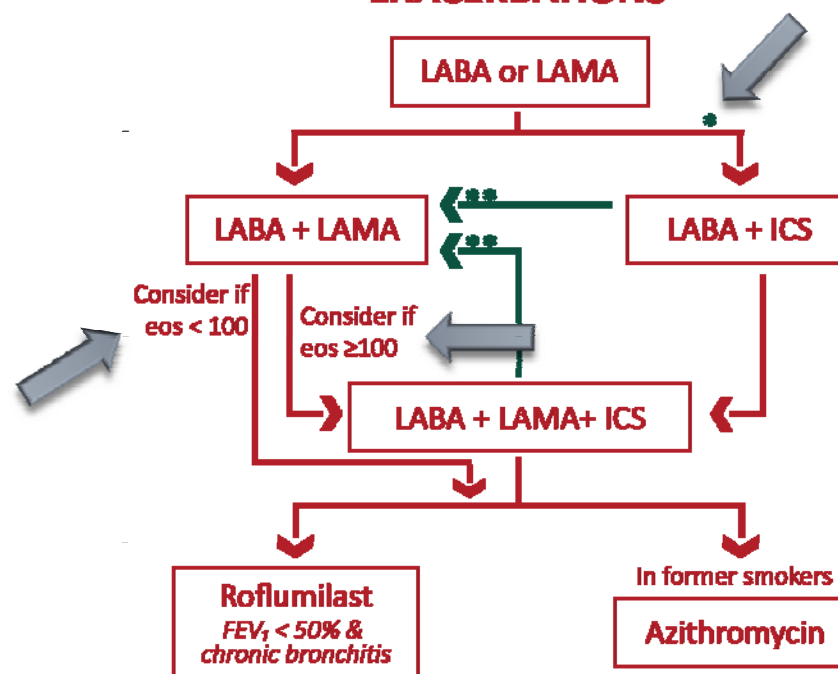 LABA or LAMA
*
**
LABA + LAMA
LABA + ICS
**
Consider if
eos < 100
Consider if
eos ≥100
LABA + LAMA+ ICS
Roflumilast
FEV₁ < 50% &
chronic bronchitis
In former smokers
Azithromycin